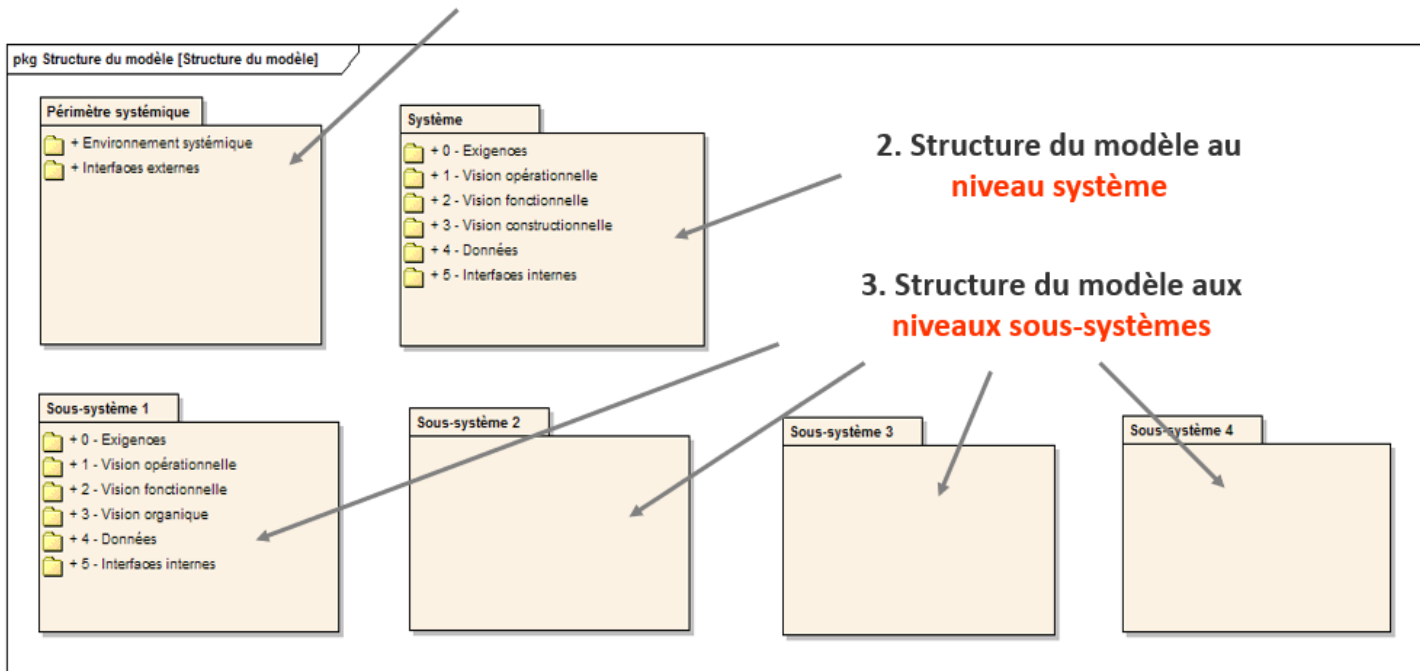 pkg Structure du modèle [Structure du modèle]
Périmètre systémique
+ Environnement systémique
+ Interfaces externes
Système
+ 0 - Exigences
+ 1 - Vision opérationnelle
+ 2 - Vision fonctionnelle
+ 3 - Vision constructionnelle
+ 4 - Données
+ 5 - Interfaces internes
2. Structure du modèle au
niveau système
3. Structure du modèle aux
niveaux sous-systèmes
Sous-système 1
+ 0 - Exigences
+ 1 - Vision opérationnelle
+ 2 - Vision fonctionnelle
+ 3 - Vision organique
+ 4 - Données
+ 5 - Interfaces internes
Sous-système 2
Sous-système 3
Sous-système 4